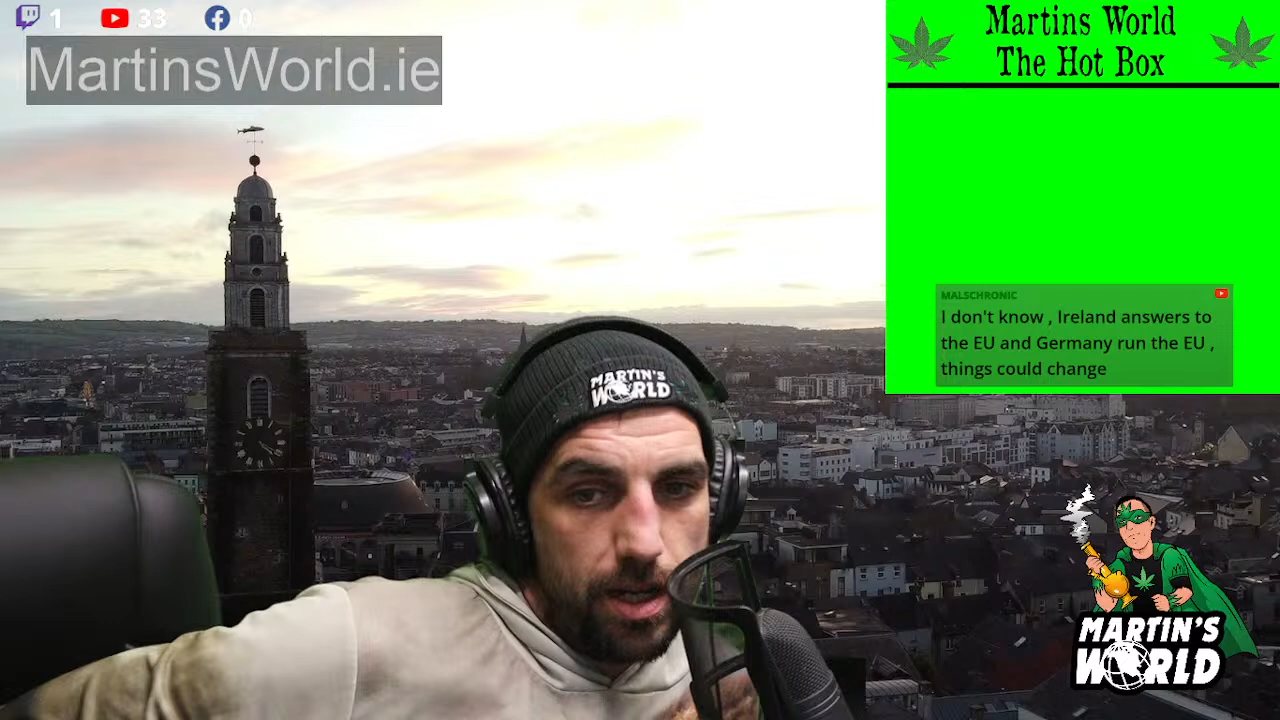 1 33 0
MartinsWorld.ie
Martins World
The Hot Box
MALSCHRONIC
I don't know , Ireland answers to
the EU and Germany run the EU ,
things could change
MARTIN'S
WORLD
MARTIN'S
WORLD